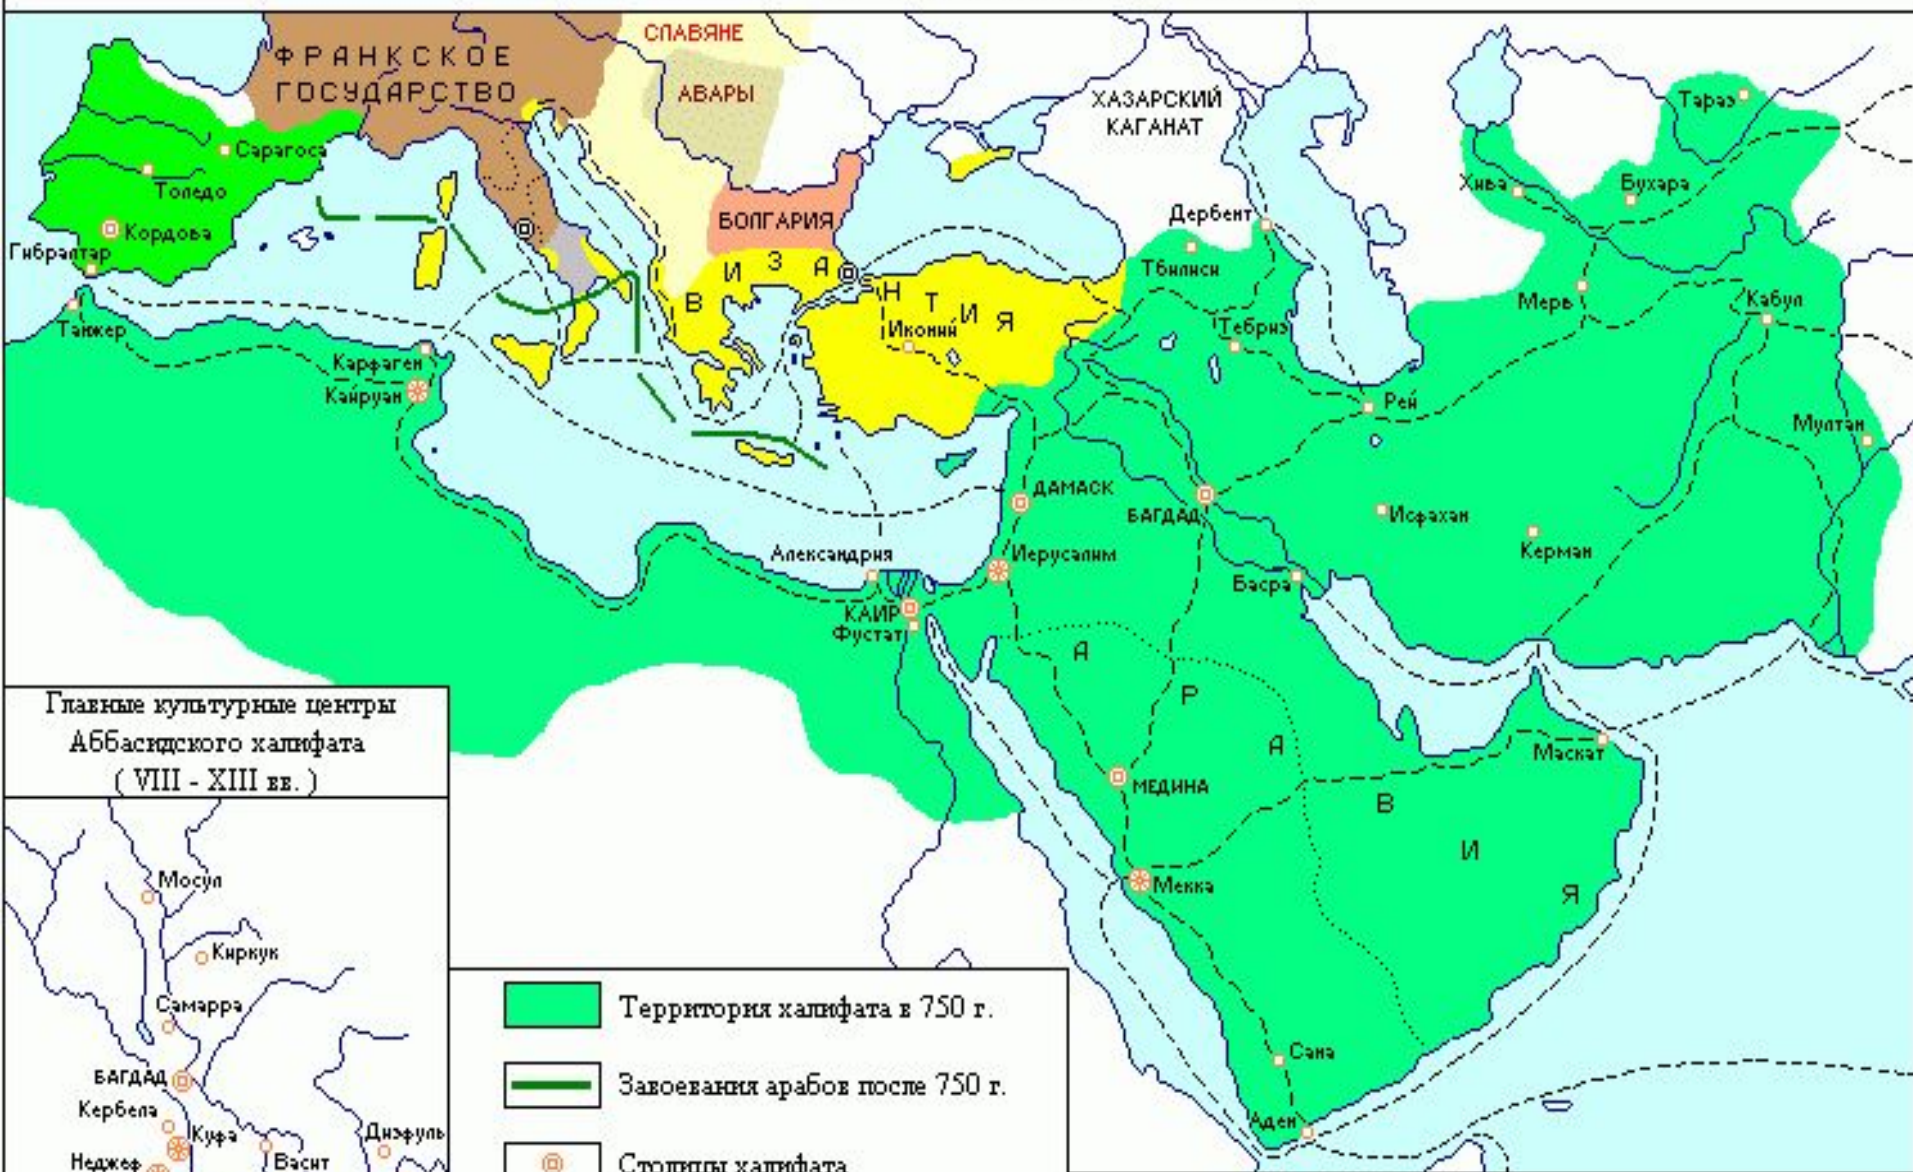 ФРАНКСКОЕ
ГОСУДАРСТВО
СЛАВЯНЕ
АВАРЫ
ХАЗАРСКИЙ
КАГАНАТ
Тараз
Сарагоса
Толедо
Кордова
Гибралтар
Танжер
БОЛГАРИЯ
ВИЗАНТИЯ
Иконий
Дербент
Тбилиси
Тебриз
Хива
Бухара
Мерв
Кабул
Карфаген
Кайруан
Рей
Мултан
ДАМАСК
БАГДАД
Исфахан
Керман
Александрия
Иерусалим
Басра
КАИР
Фустат
АРАВИЯ
МЕДИНА
Маскат
Мекка
Сана
Аден
Главные культурные центры
Аббасидского халифата
( VIII - XIII вв. )
Мосул
Киркук
Самарра
БАГДАД
Кербела
Куфа
Неджеф
Васит
Дизфуль
Территория халифата в 750 г.
Завоевания арабов после 750 г.
Столицы халифата